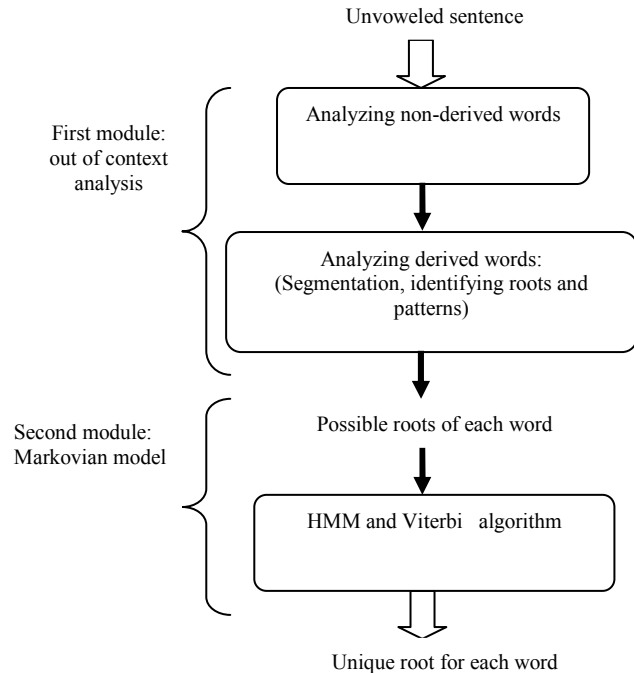 Unvoweled sentence
Analyzing non-derived words
First module:
out of context
analysis
Analyzing derived words:
(Segmentation, identifying roots and
patterns)
Possible roots of each word
Second module:
Markovian model
HMM and Viterbi algorithm
Unique root for each word